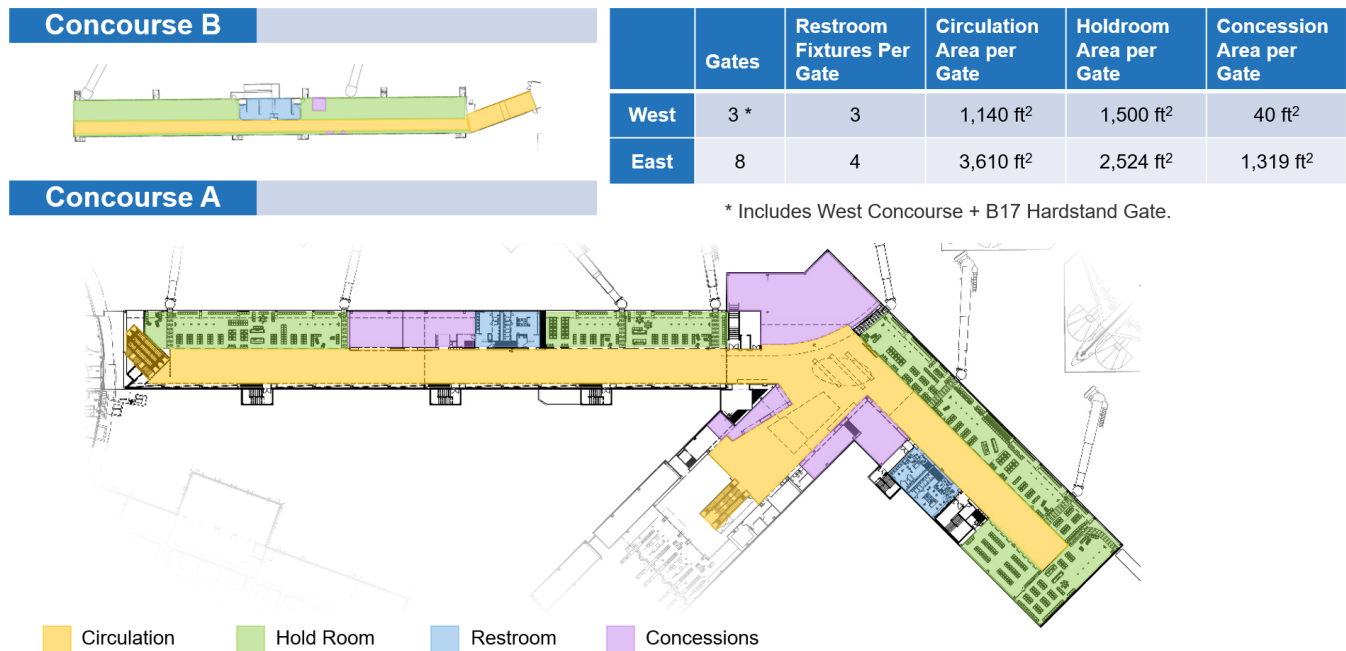 Concourse B
Gates
Restroom
Fixtures Per
Gate
Circulation
Area per
Gate
Holdroom
Area per
Gate
Concession
Area per
Gate
West
3 *
3
1,140 ft²
1,500 ft²
40 ft²
East
8
4
3,610 ft²
2,524 ft²
1,319 ft²
* Includes West Concourse + B17 Hardstand Gate.
Concourse A
Circulation
Hold Room
Restroom
Concessions